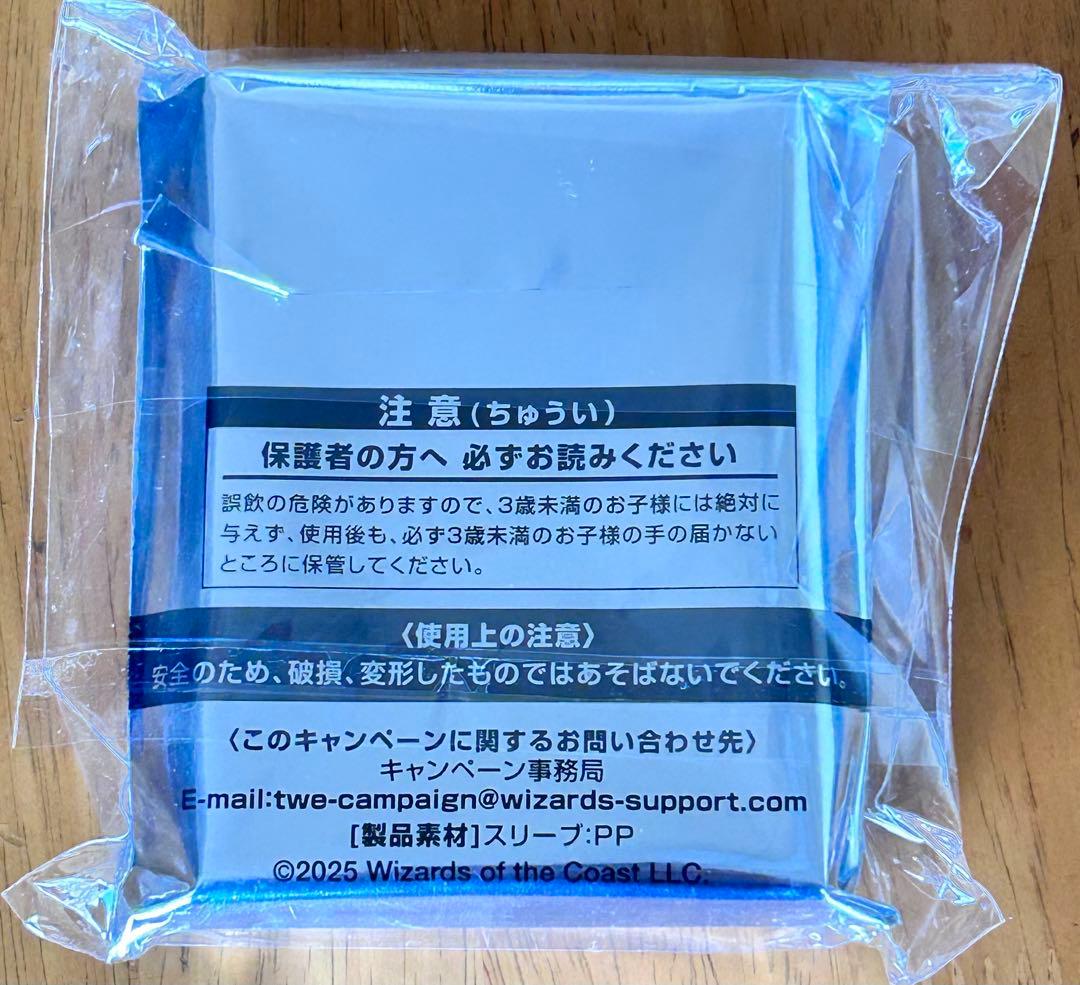 注意(ちゅうい)
保護者の方へ 必ずお読みください
誤飲の危険がありますので、3歳未満のお子様には絶対に
与えず、使用後も、必ず3歳未満のお子様の手の届かない
ところに保管してください。
〈使用上の注意〉
安全のため、破損、変形したものではあそばないでください。
〈このキャンペーンに関するお問い合わせ先〉
キャンペーン事務局
E-mail:twe-campaign@wizards-support.com
[製品素材]スリーブ:PP
©2025 Wizards of the Coast LLC.